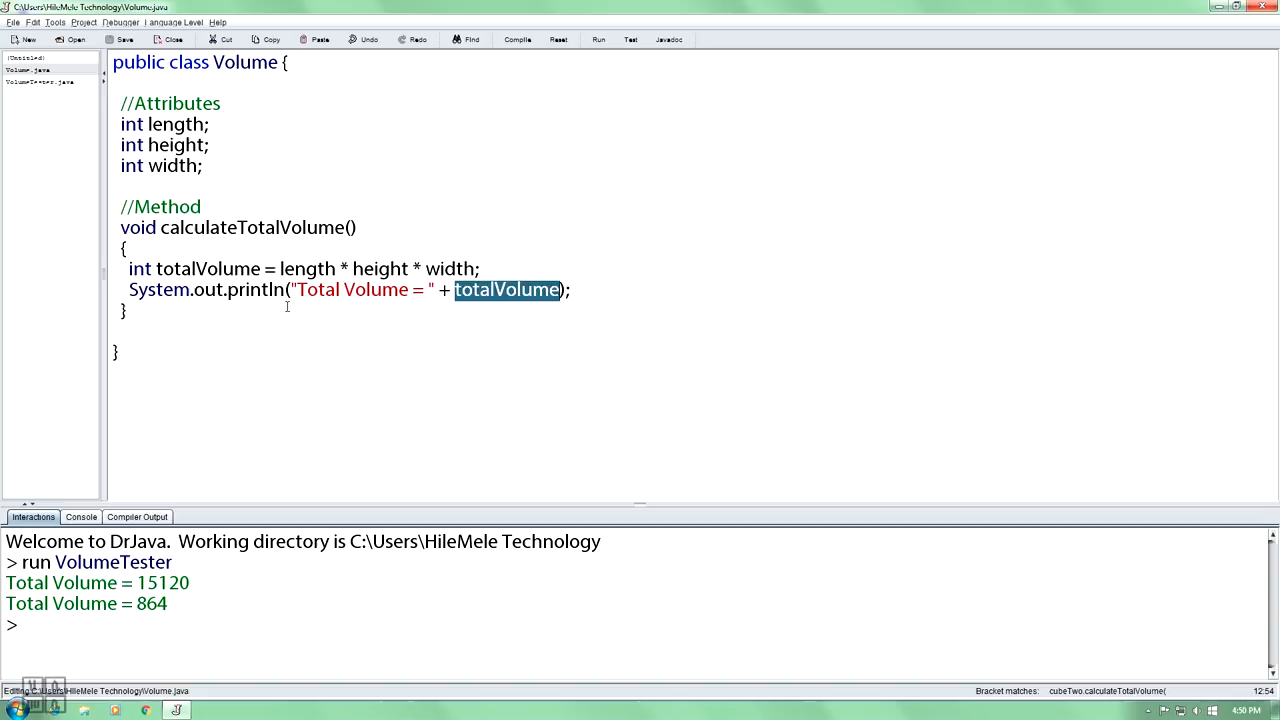 C:\Users\HileMele Technology\Volume.java
File Edit Tools Project Debugger Language Level Help
New Open Save Close Cut Copy Paste Undo Redo Find Compile Reset Run Test Javadoc
(Untitled)
Volume.java
VolumeTester.java
public class Volume {
//Attributes
int length;
int height;
int width;
//Method
void calculateTotalVolume()
{
int totalVolume = length * height * width;
System.out.println("Total Volume = " + totalVolume);
}
}
Interactions Console Compiler Output
Welcome to DrJava.  Working directory is C:\Users\HileMele Technology
> run VolumeTester
Total Volume = 15120
Total Volume = 864
>
Editing C:\Users\HileMele Technology\Volume.java Bracket matches: cubeTwo.calculateTotalVolume( 12:54
4:50 PM